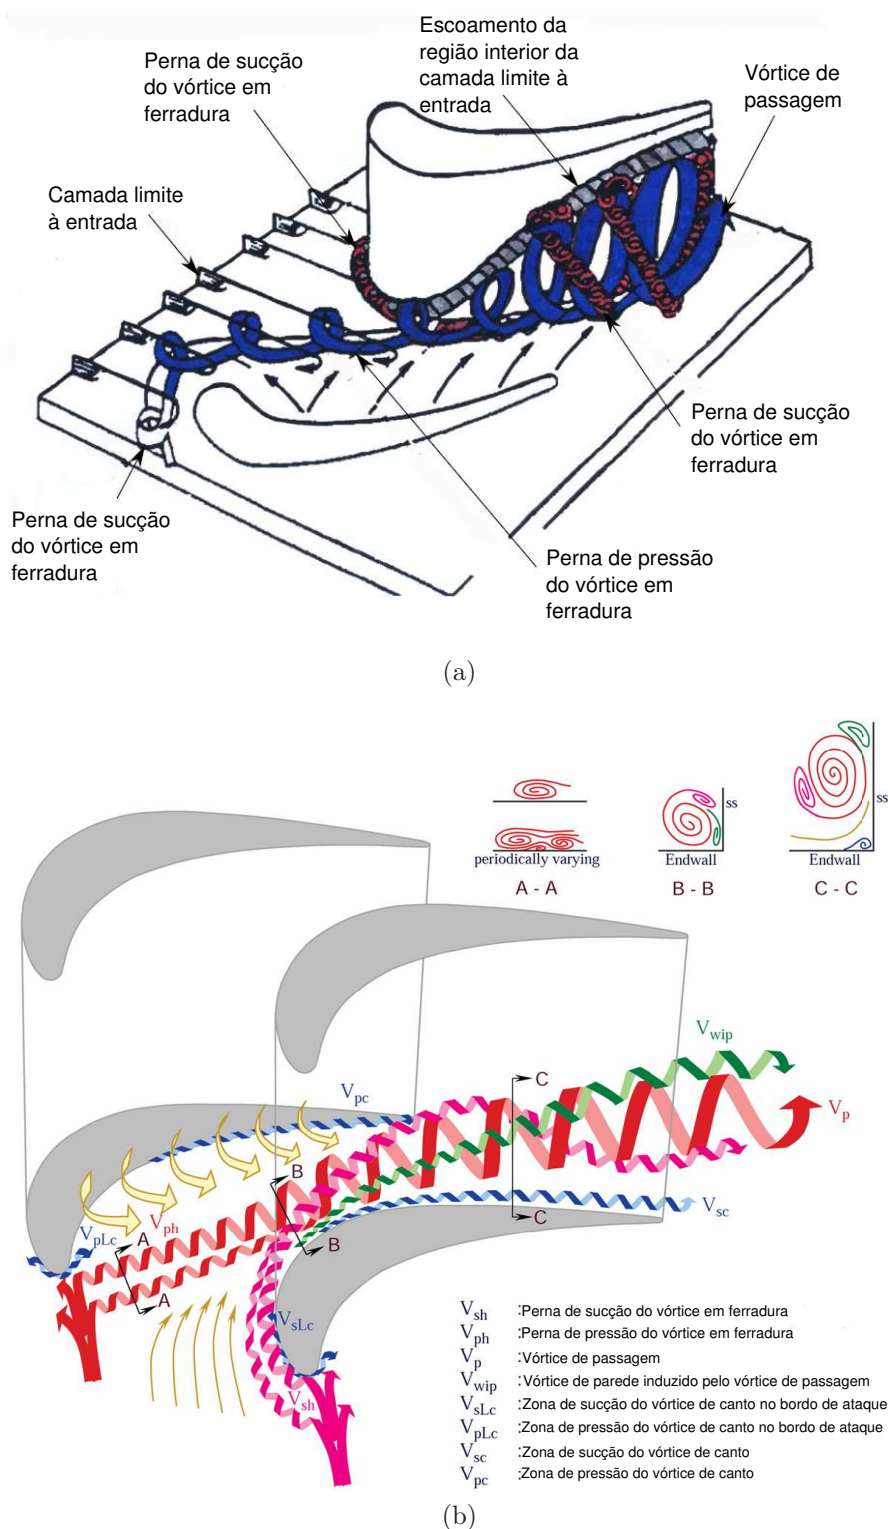 Escoamento da
região interior da
camada limite à
entrada
Perna de sucção
do vórtice em
ferradura
Vórtice de
passagem
Camada limite
à entrada
Perna de sucção
do vórtice em
ferradura
Perna de sucção
do vórtice em
ferradura
Perna de pressão
do vórtice em
ferradura
(a)
ss
ss
periodically varying
Endwall
Endwall
A - A
B - B
C - C
V_wip
C
V_pc
V_p
B
V_pLc
V_ph
A
B
C
V_sc
A
V_sLc
V_sh
V_sh :Perna de sucção do vórtice em ferradura
V_ph :Perna de pressão do vórtice em ferradura
V_p :Vórtice de passagem
V_wip :Vórtice de parede induzido pelo vórtice de passagem
V_sLc :Zona de sucção do vórtice de canto no bordo de ataque
V_pLc :Zona de pressão do vórtice de canto no bordo de ataque
V_sc :Zona de sucção do vórtice de canto
V_pc :Zona de pressão do vórtice de canto
(b)